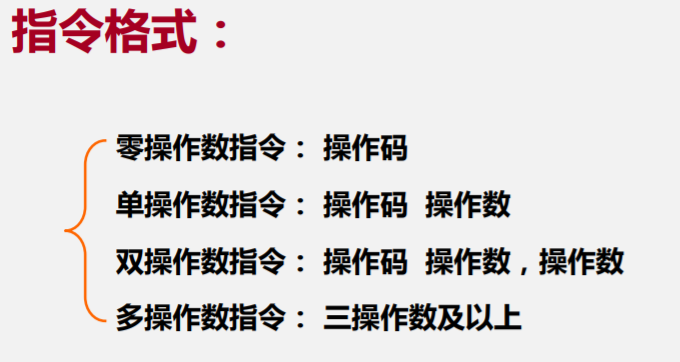 指令格式：
零操作数指令： 操作码
单操作数指令： 操作码 操作数
双操作数指令： 操作码 操作数，操作数
多操作数指令： 三操作数及以上